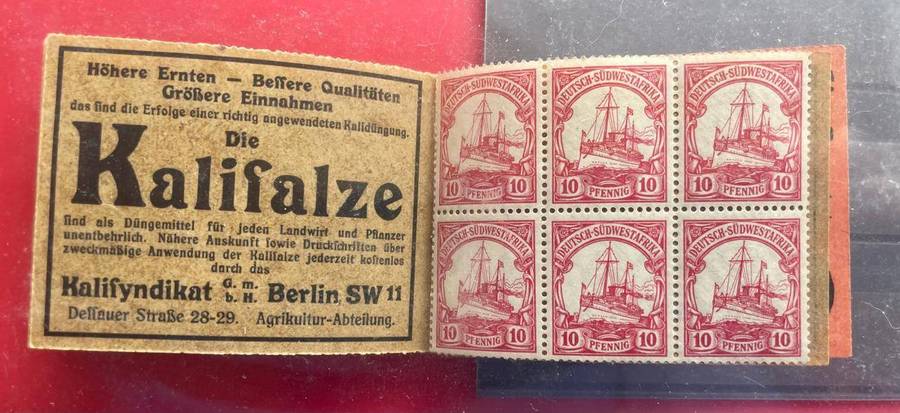 Höhere Ernten — Beſſere Qualitäten
Größere Einnahmen
das ſind die Erfolge einer richtig angewendeten Kalidüngung.
Die
Kaliſalze
ſind als Düngemittel für jeden Landwirt und Pflanzer
unentbehrlich. Nähere Auskunft ſowie Druckſchriften über
zweckmäßige Anwendung der Kaliſalze jederzeit koſtenlos
durch das
Kaliſyndikat G. m. b. H. Berlin SW 11
Deſſauer Straße 28-29. Agrikultur-Abteilung.
DEUTSCH-SÜDWESTAFRIKA
10 PFENNIG 10
DEUTSCH-SÜDWESTAFRIKA
10 PFENNIG 10
DEUTSCH-SÜDWESTAFRIKA
10 PFENNIG 10
DEUTSCH-SÜDWESTAFRIKA
10 PFENNIG 10
DEUTSCH-SÜDWESTAFRIKA
10 PFENNIG 10
DEUTSCH-SÜDWESTAFRIKA
10 PFENNIG 10